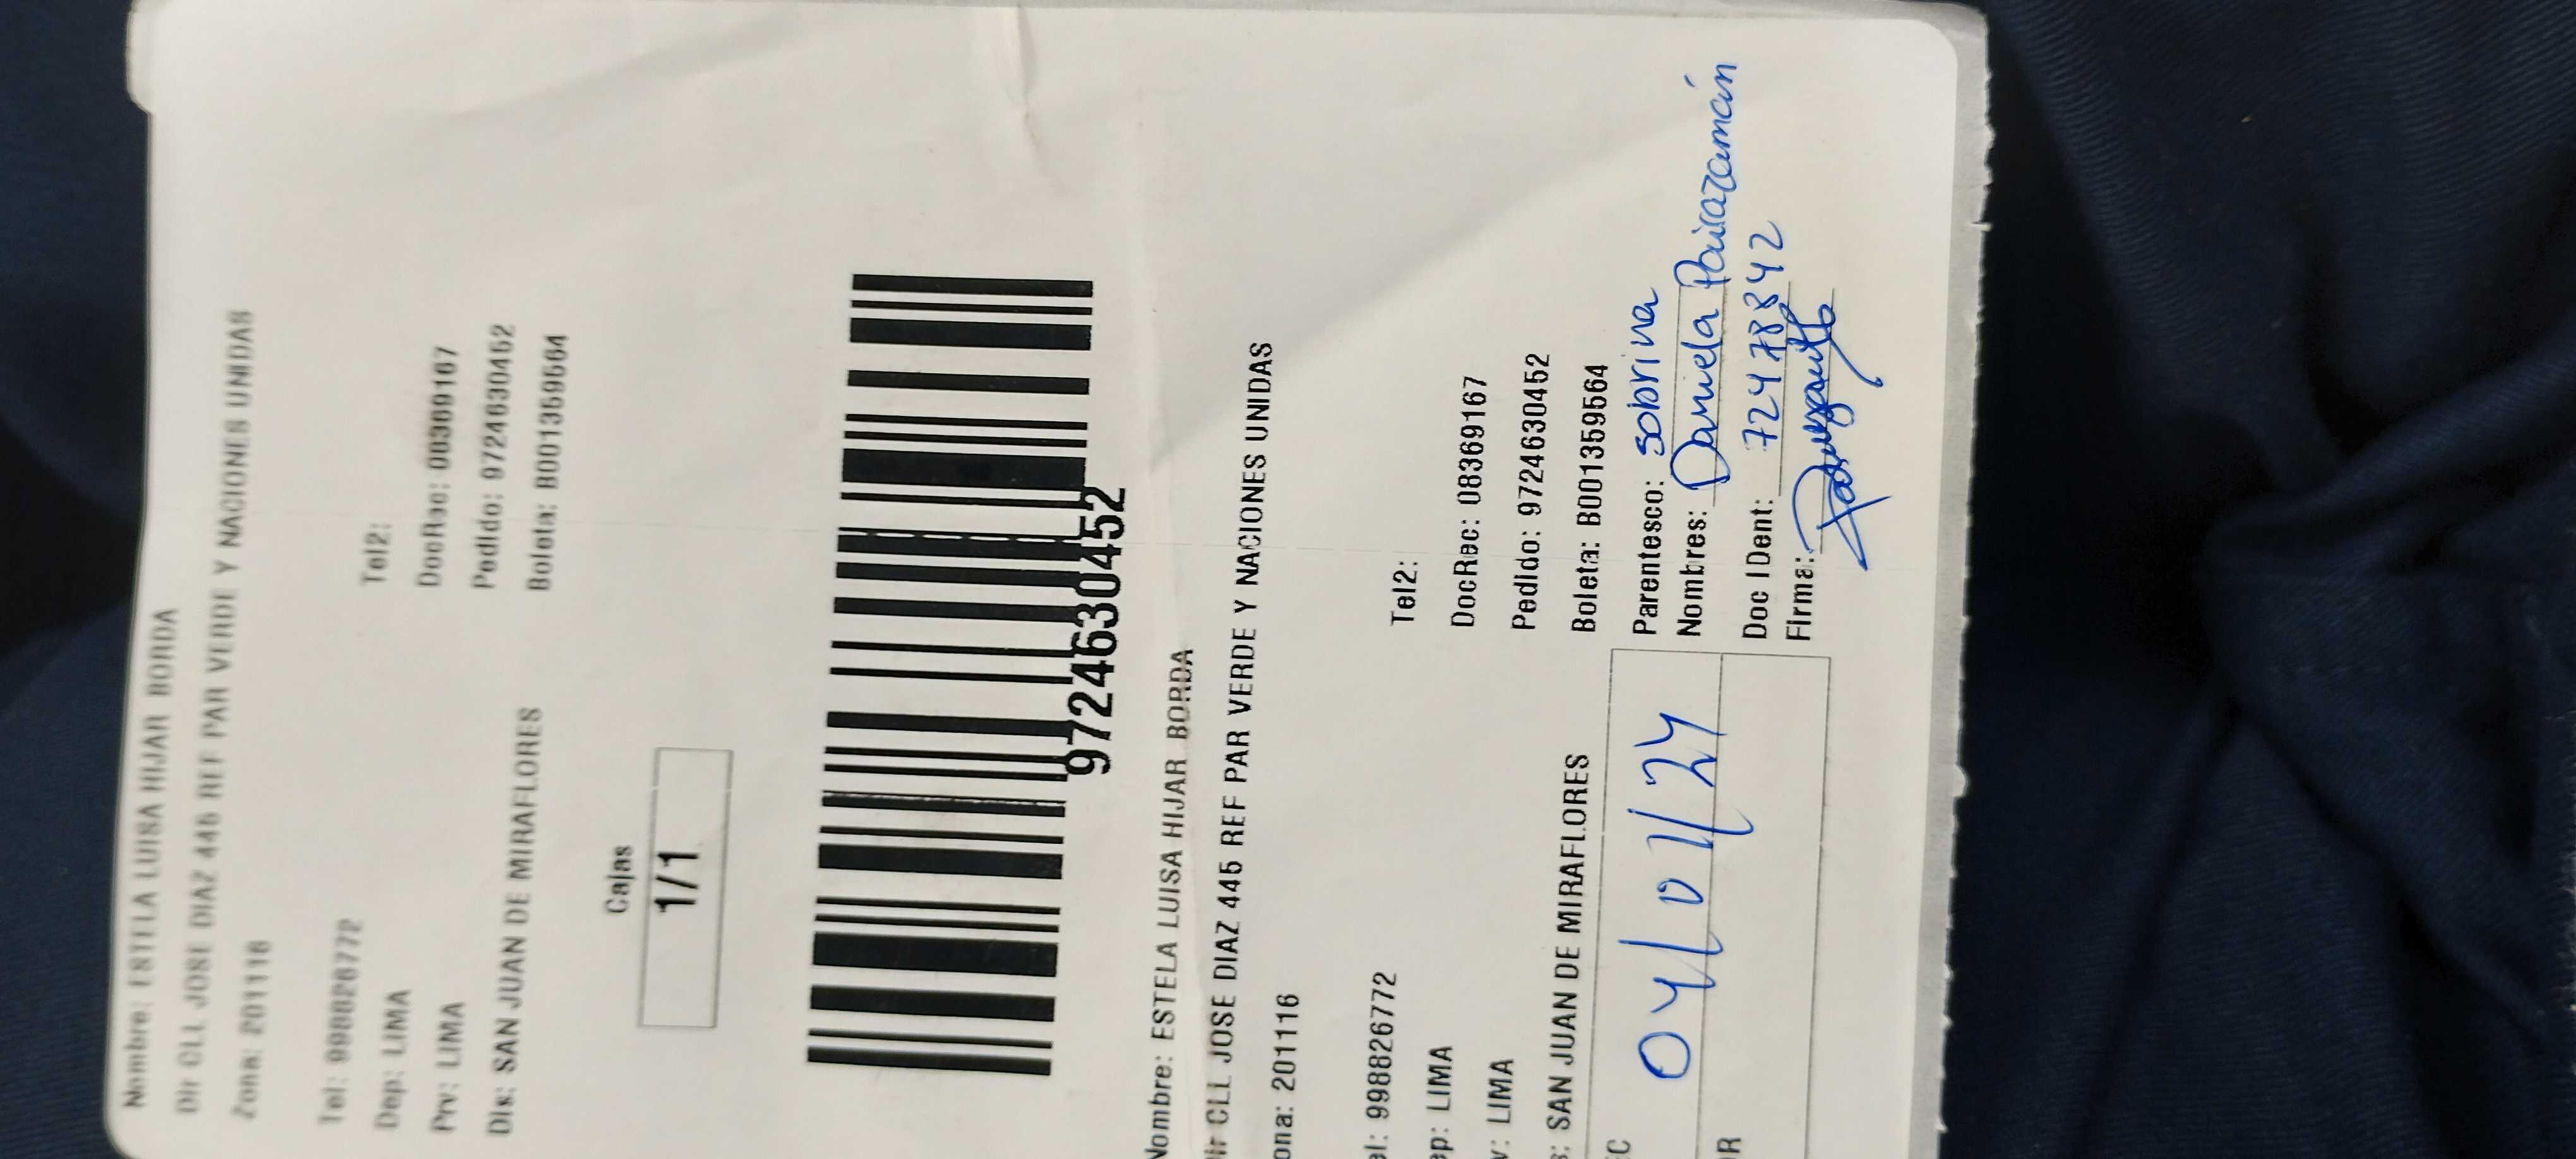 Nombre: ESTELA LUISA HIJAR BORDA
Dir CLL JOSE DIAZ 445 REF PAR VERDE Y NACIONES UNIDAS
Zona: 201116
Tel: 998826772 Tel2:
Dep: LIMA DocRec: 08369167
Prv: LIMA Pedido: 9724630452
Dis: SAN JUAN DE MIRAFLORES Boleta: B001359564
Cajas
1/1
9724630452
Nombre: ESTELA LUISA HIJAR BORDA
Dir CLL JOSE DIAZ 445 REF PAR VERDE Y NACIONES UNIDAS
ona: 201116
el: 998826772 Tel2:
ep: LIMA DocRec: 08369167
v: LIMA Pedido: 9724630452
s: SAN JUAN DE MIRAFLORES Boleta: B001359564
C 04/01/24 Parentesco: sobrina
Nombres: Daniela Paisazamán
OR Doc IDent: 72478842
Firma: